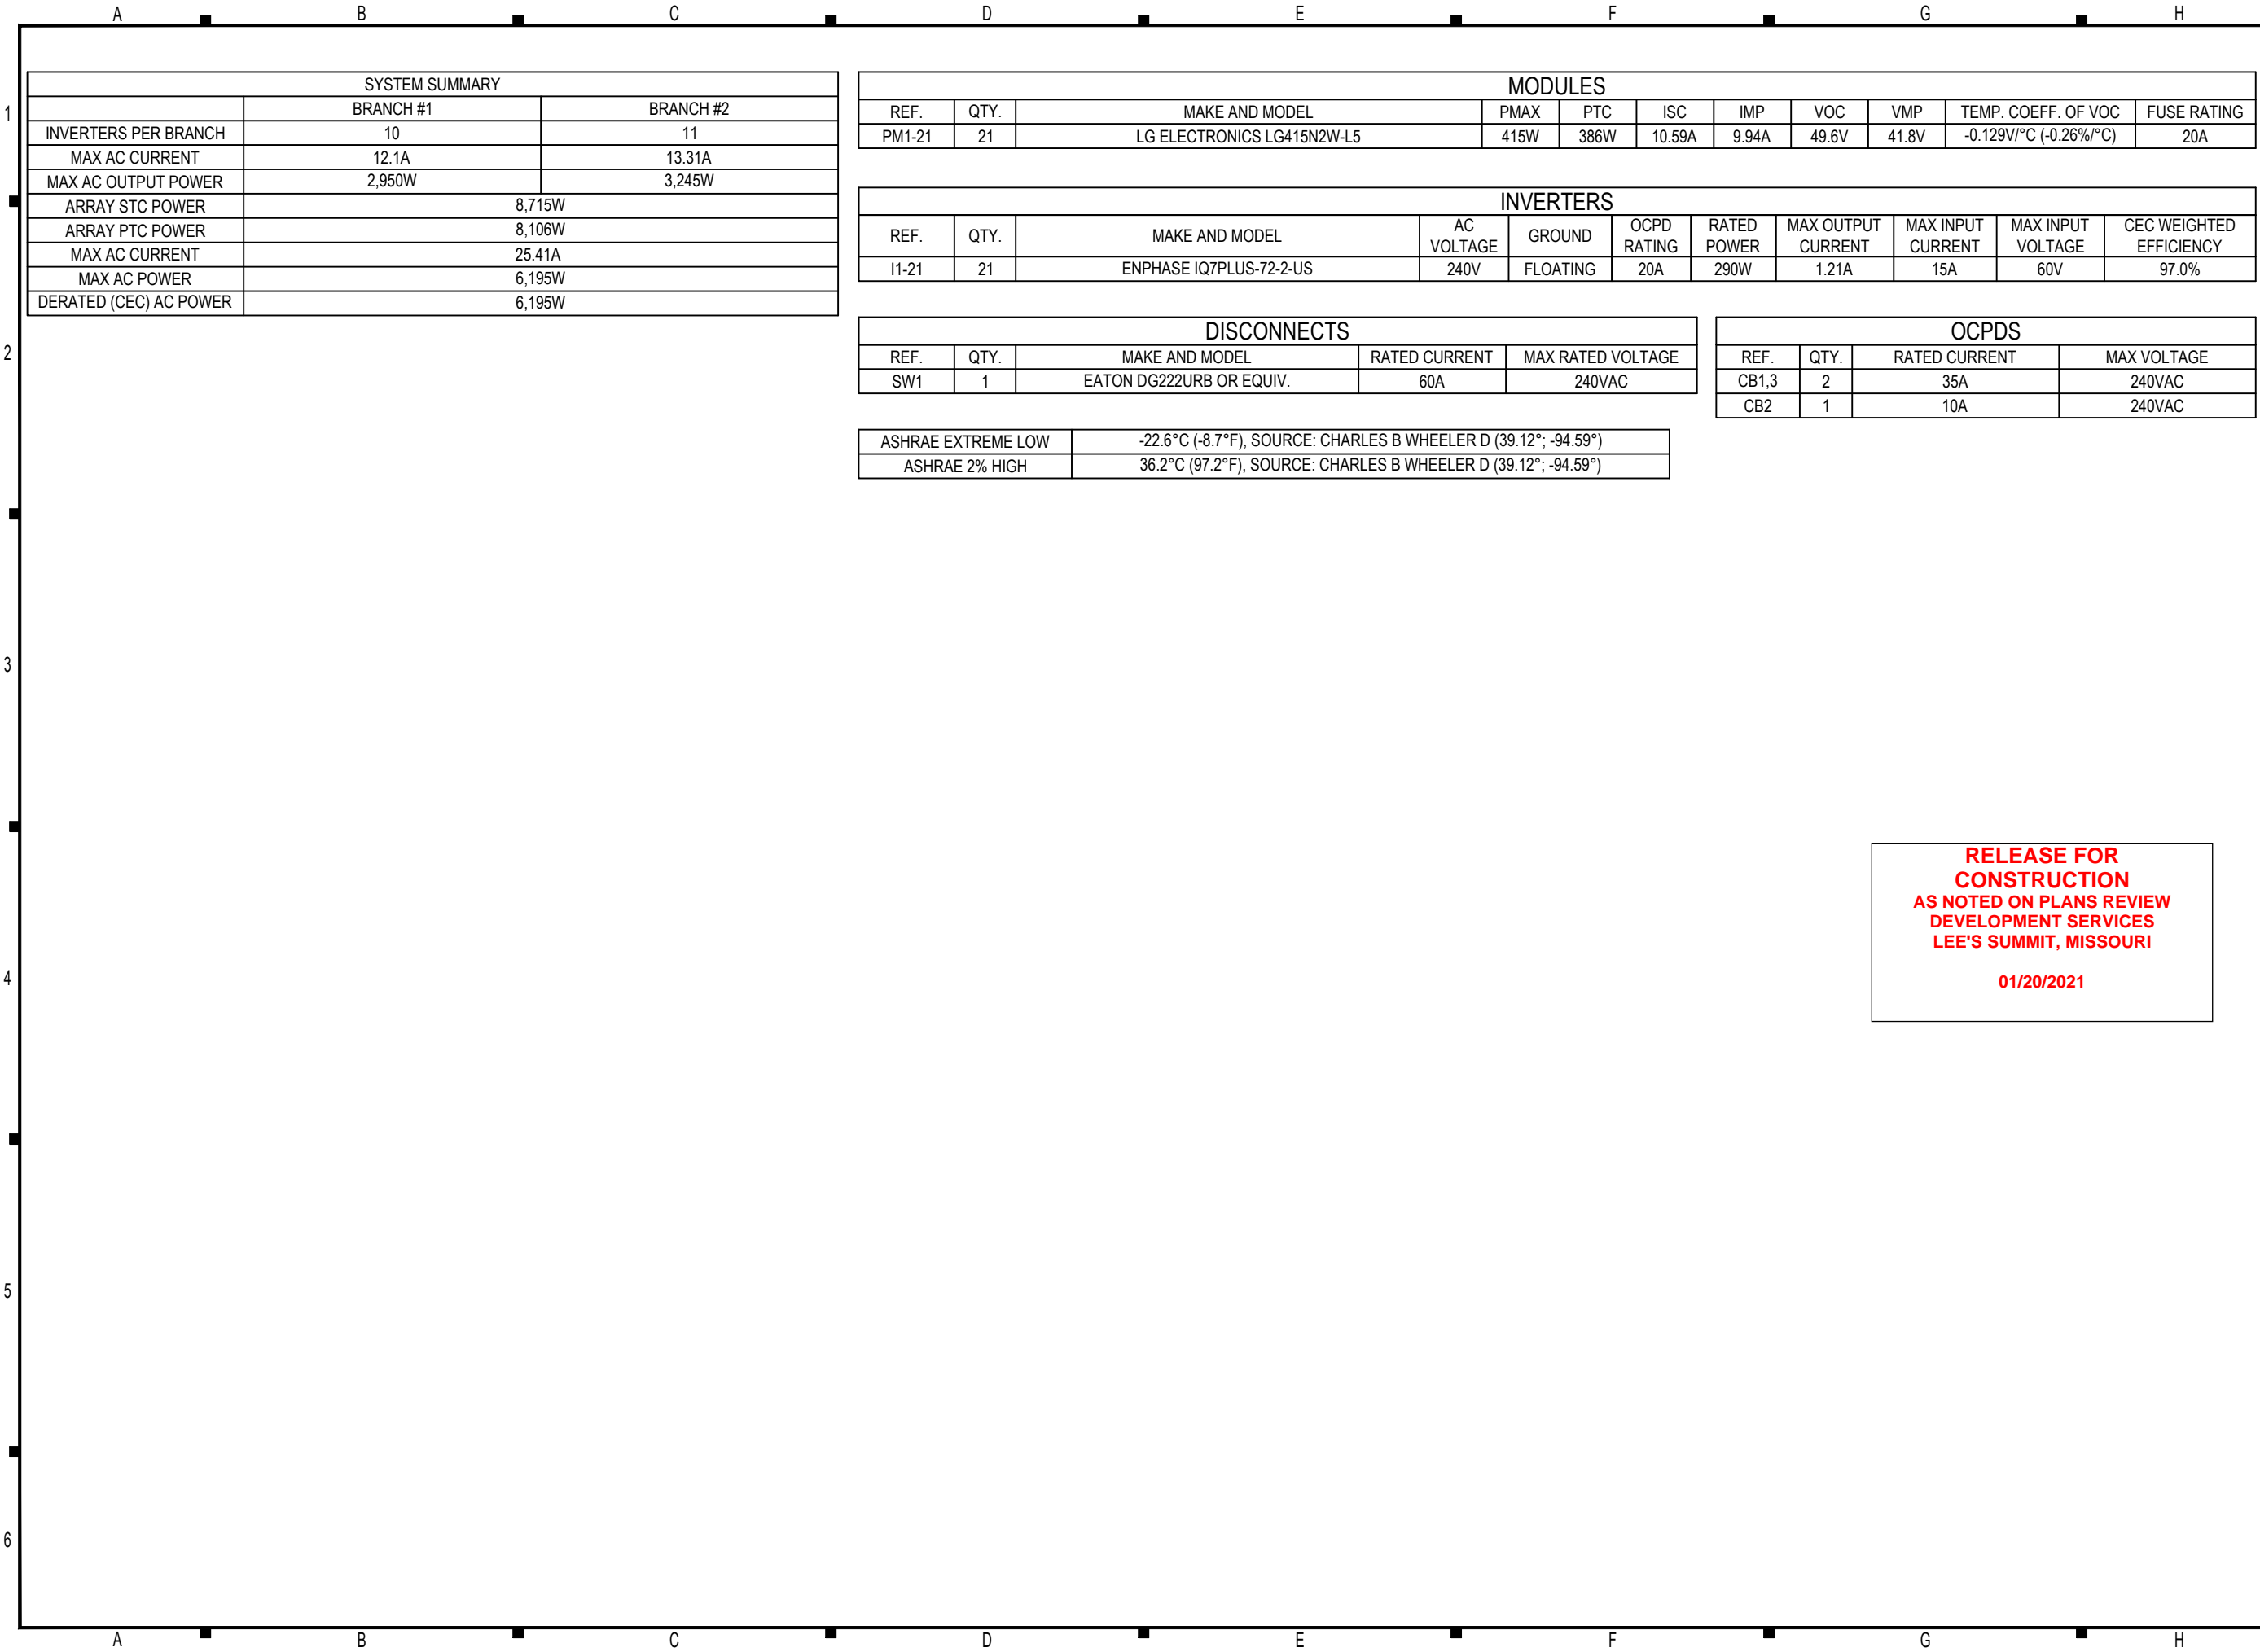 A B C D E F G H
SYSTEM SUMMARY
BRANCH #1 BRANCH #2
INVERTERS PER BRANCH 10 11
MAX AC CURRENT 12.1A 13.31A
MAX AC OUTPUT POWER 2,950W 3,245W
ARRAY STC POWER 8,715W
ARRAY PTC POWER 8,106W
MAX AC CURRENT 25.41A
MAX AC POWER 6,195W
DERATED (CEC) AC POWER 6,195W
MODULES
REF. QTY. MAKE AND MODEL PMAX PTC ISC IMP VOC VMP TEMP. COEFF. OF VOC FUSE RATING
PM1-21 21 LG ELECTRONICS LG415N2W-L5 415W 386W 10.59A 9.94A 49.6V 41.8V -0.129V/°C (-0.26%/°C) 20A
INVERTERS
REF. QTY. MAKE AND MODEL AC VOLTAGE GROUND OCPD RATING RATED POWER MAX OUTPUT CURRENT MAX INPUT CURRENT MAX INPUT VOLTAGE CEC WEIGHTED EFFICIENCY
I1-21 21 ENPHASE IQ7PLUS-72-2-US 240V FLOATING 20A 290W 1.21A 15A 60V 97.0%
DISCONNECTS
REF. QTY. MAKE AND MODEL RATED CURRENT MAX RATED VOLTAGE
SW1 1 EATON DG222URB OR EQUIV. 60A 240VAC
OCPDS
REF. QTY. RATED CURRENT MAX VOLTAGE
CB1,3 2 35A 240VAC
CB2 1 10A 240VAC
ASHRAE EXTREME LOW -22.6°C (-8.7°F), SOURCE: CHARLES B WHEELER D (39.12°; -94.59°)
ASHRAE 2% HIGH 36.2°C (97.2°F), SOURCE: CHARLES B WHEELER D (39.12°; -94.59°)
RELEASE FOR
CONSTRUCTION
AS NOTED ON PLANS REVIEW
DEVELOPMENT SERVICES
LEE'S SUMMIT, MISSOURI
01/20/2021
1
2
3
4
5
6
A B C D E F G H